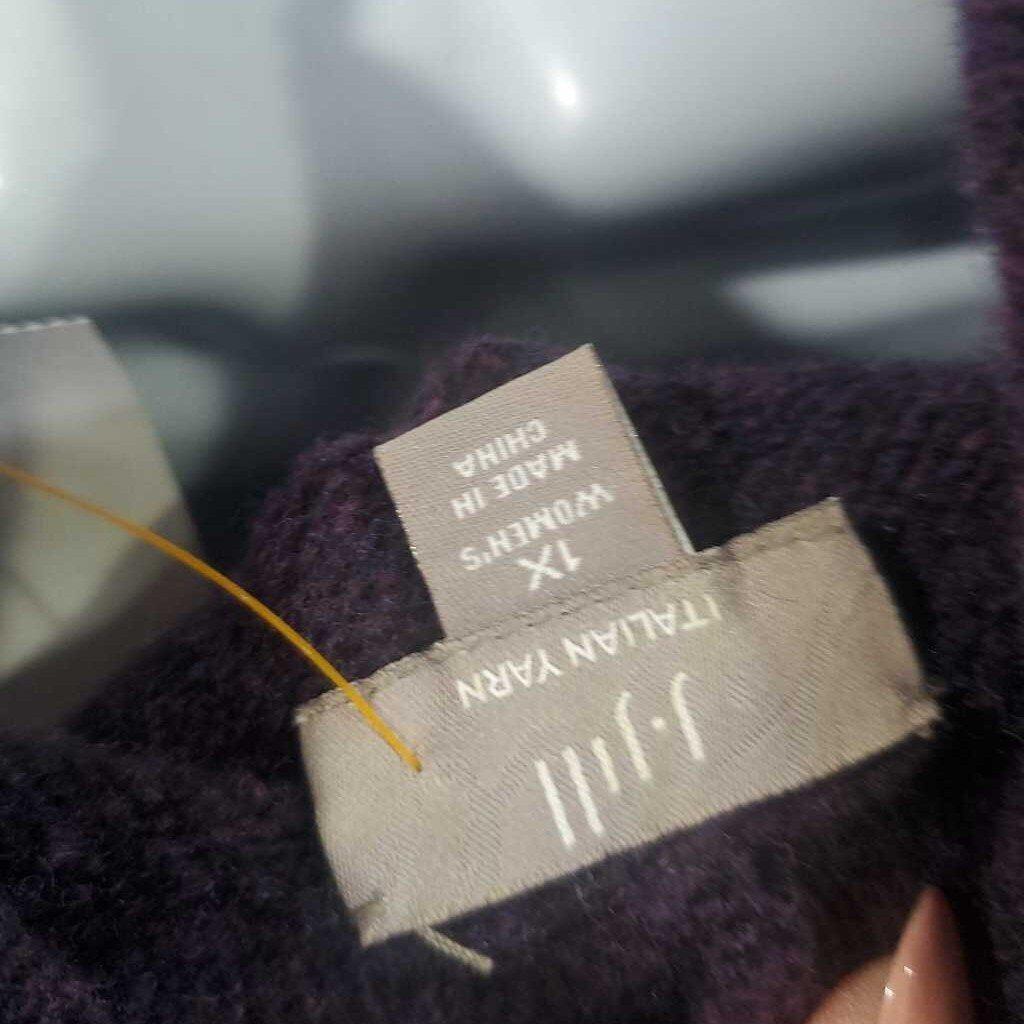 J.Jill
ITALIAN YARN
1X
WOMEN'S
MADE IN
CHINA